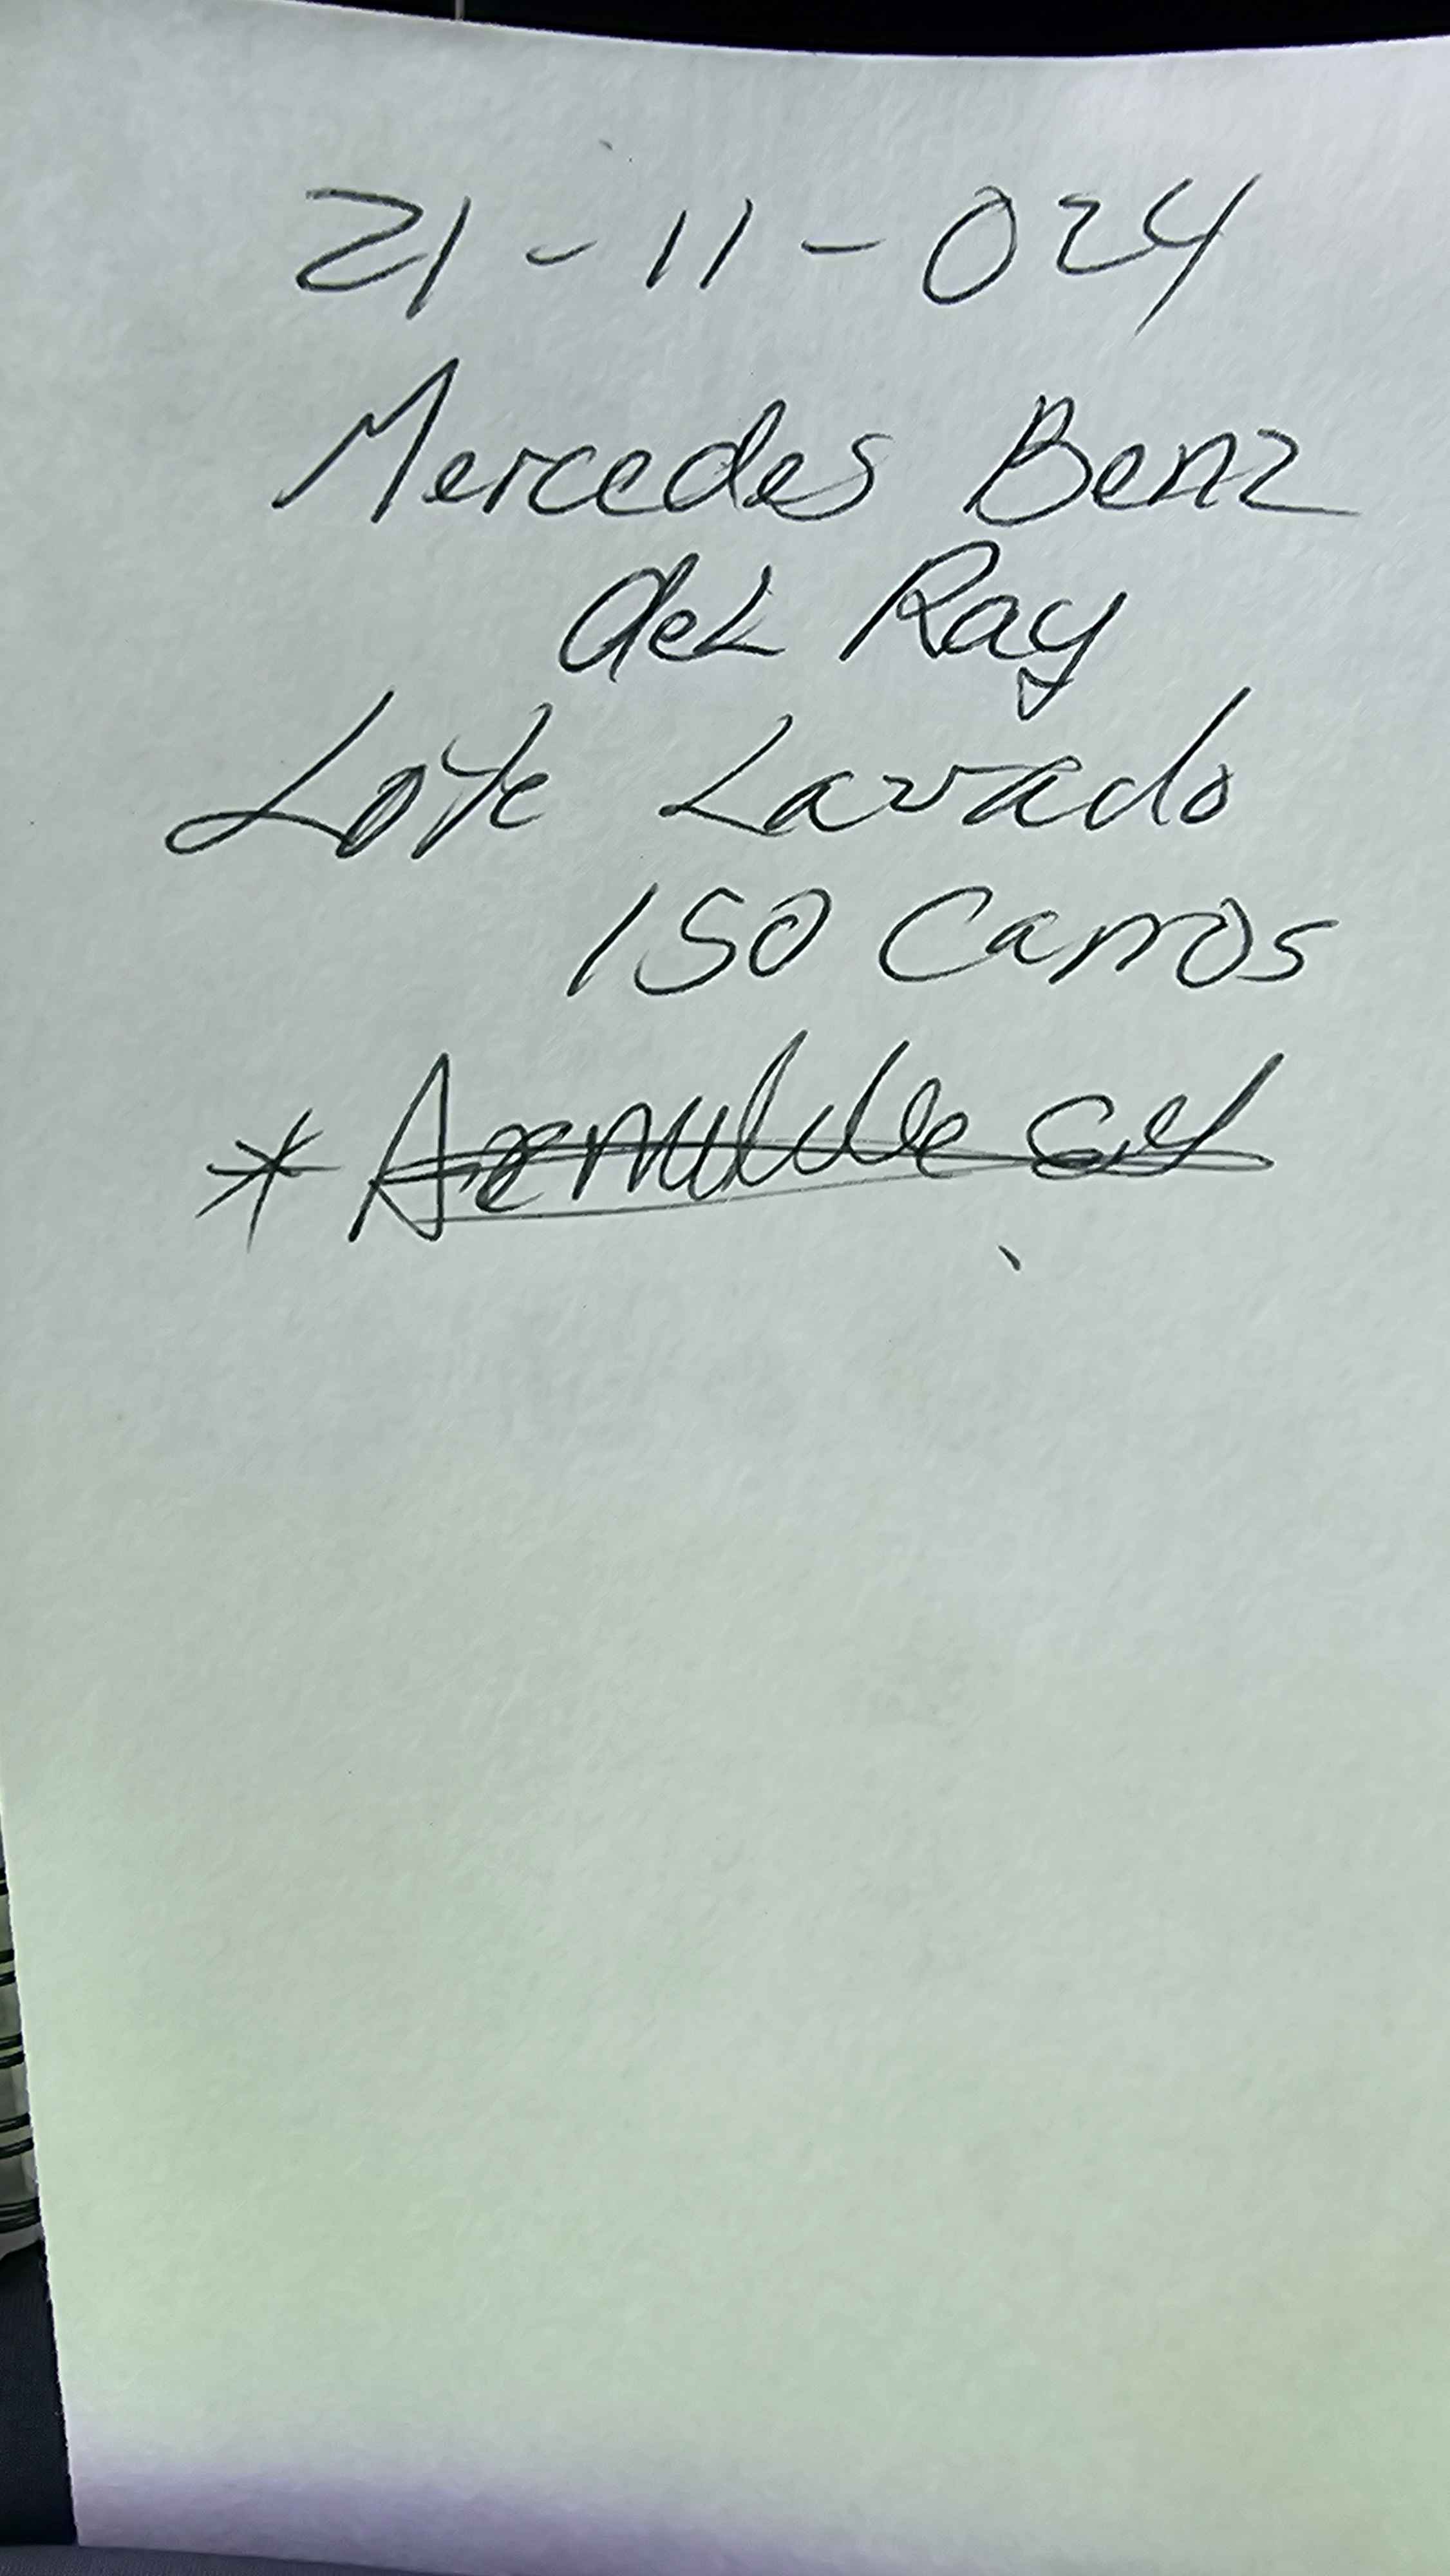 21-11-024
Mercedes Benz
del Ray
Lote Lavado
150 Carros
*